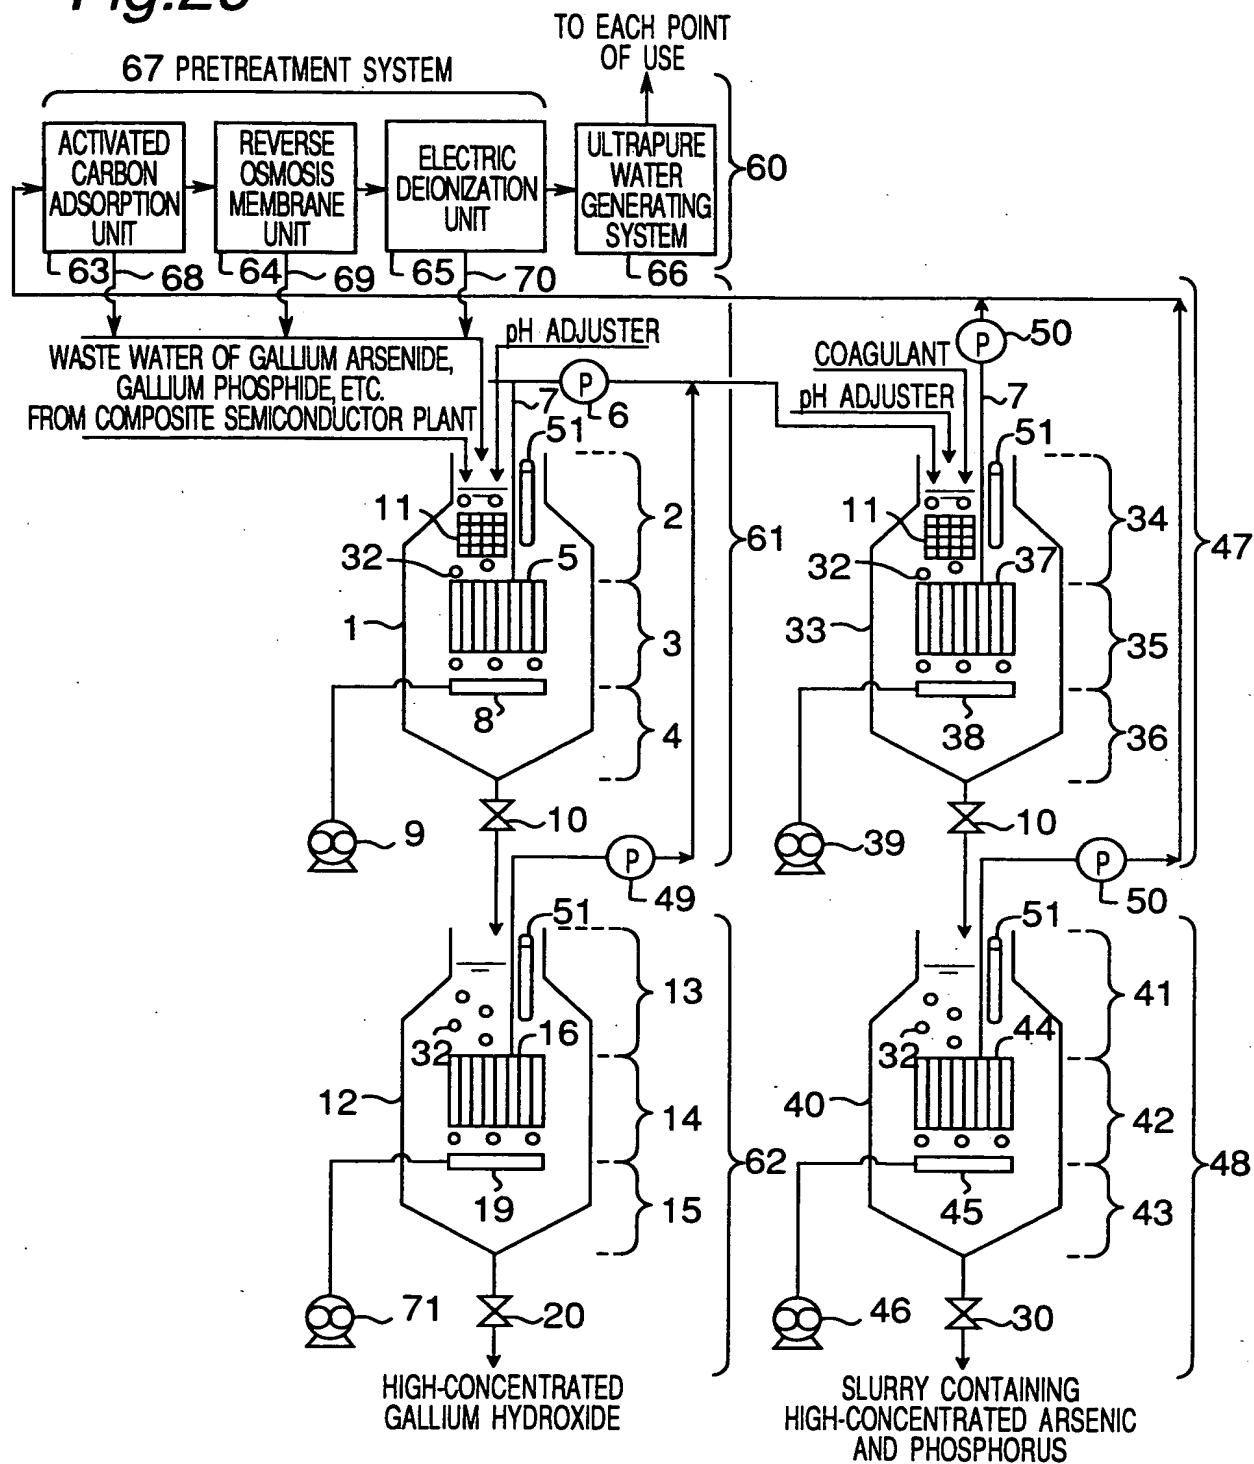 TO EACH POINT
OF USE
67 PRETREATMENT SYSTEM
ACTIVATED
CARBON
ADSORPTION
UNIT
REVERSE
OSMOSIS
MEMBRANE
UNIT
ELECTRIC
DEIONIZATION
UNIT
ULTRAPURE
WATER
GENERATING
SYSTEM
60
63
68
64
69
65
70
66
WASTE WATER OF GALLIUM ARSENIDE,
GALLIUM PHOSPHIDE, ETC.
FROM COMPOSITE SEMICONDUCTOR PLANT
pH ADJUSTER
P
6
7
51
COAGULANT
pH ADJUSTER
P
50
7
51
11
32
5
1
8
2
3
4
61
9
10
11
32
37
33
38
34
35
36
47
39
10
P
49
P
50
51
32
16
12
19
13
14
15
62
71
20
51
32
44
40
45
41
42
43
48
46
30
HIGH-CONCENTRATED
GALLIUM HYDROXIDE
SLURRY CONTAINING
HIGH-CONCENTRATED ARSENIC
AND PHOSPHORUS